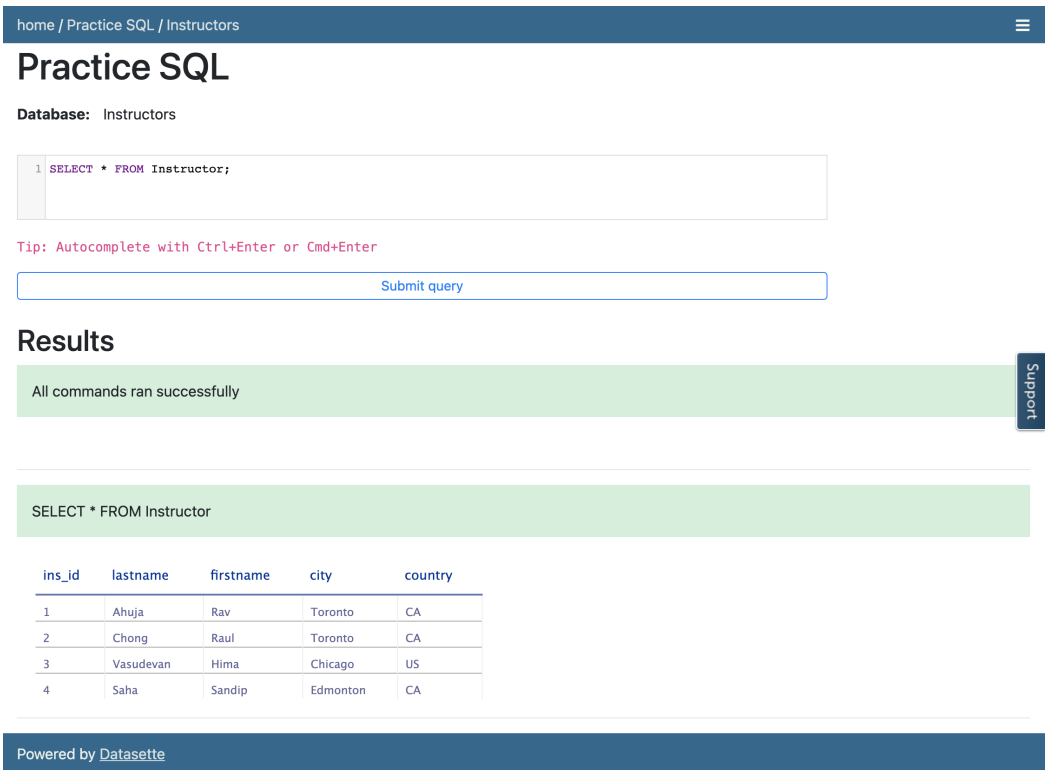 home / Practice SQL / Instructors
Practice SQL
Database: Instructors
1 SELECT * FROM Instructor;
Tip: Autocomplete with Ctrl+Enter or Cmd+Enter
Submit query
Results
All commands ran successfully
Support
SELECT * FROM Instructor
ins_id lastname firstname city country
1 Ahuja Rav Toronto CA
2 Chong Raul Toronto CA
3 Vasudevan Hima Chicago US
4 Saha Sandip Edmonton CA
Powered by Datasette